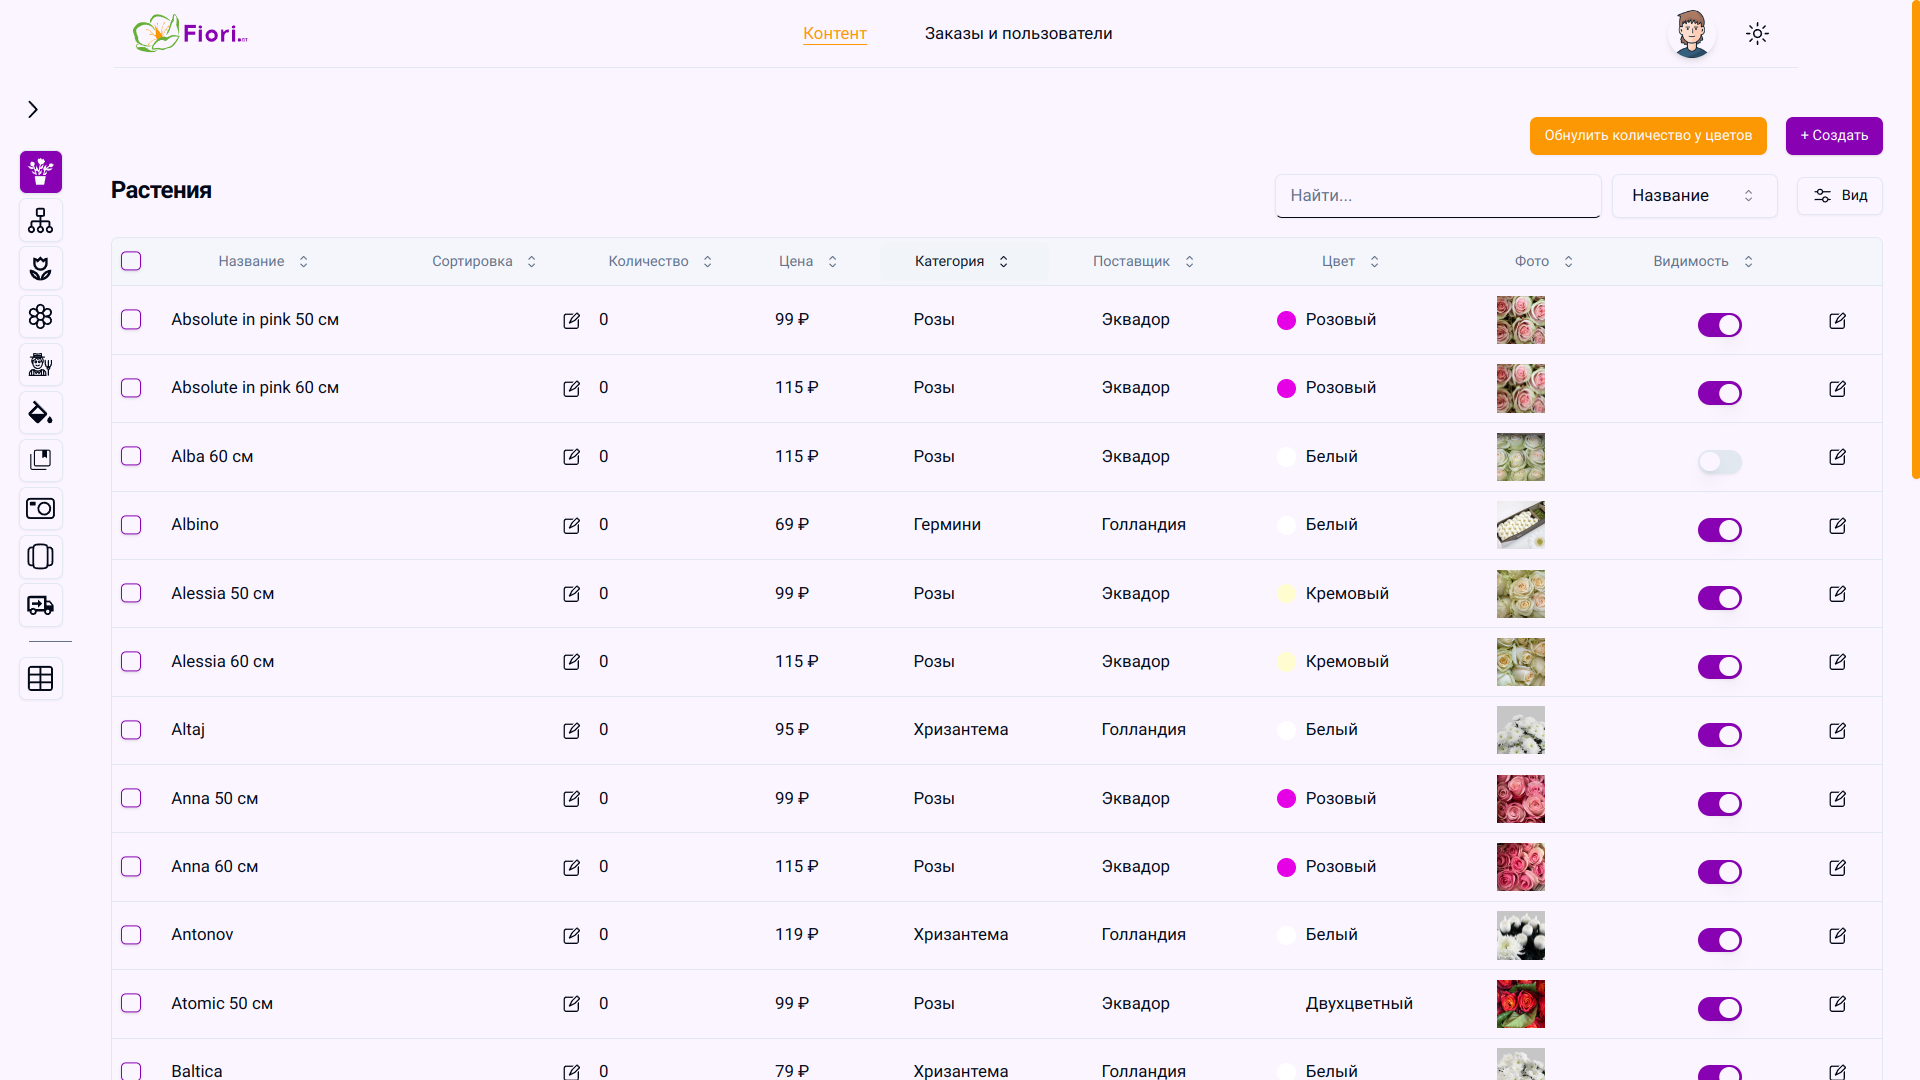 Fiori.
Контент
Заказы и пользователи
Обнулить количество у цветов
+ Создать
Растения
Найти...
Название
Вид
Название Сортировка Количество Цена Категория Поставщик Цвет Фото Видимость
Absolute in pink 50 см 0 99 ₽ Розы Эквадор Розовый
Absolute in pink 60 см 0 115 ₽ Розы Эквадор Розовый
Alba 60 см 0 115 ₽ Розы Эквадор Белый
Albino 0 69 ₽ Гермини Голландия Белый
Alessia 50 см 0 99 ₽ Розы Эквадор Кремовый
Alessia 60 см 0 115 ₽ Розы Эквадор Кремовый
Altaj 0 95 ₽ Хризантема Голландия Белый
Anna 50 см 0 99 ₽ Розы Эквадор Розовый
Anna 60 см 0 115 ₽ Розы Эквадор Розовый
Antonov 0 119 ₽ Хризантема Голландия Белый
Atomic 50 см 0 99 ₽ Розы Эквадор Двухцветный
Baltica 0 79 ₽ Хризантема Голландия Белый